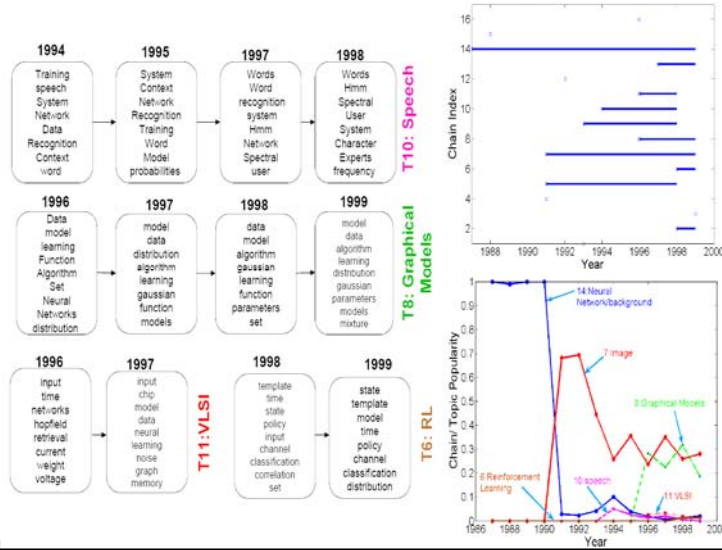 1994
Training
speech
System
Network
Data
Recognition
Context
word
1995
System
Context
Network
Recognition
Training
Word
Model
probabilities
1997
Words
Word
recognition
system
Hmm
Network
Spectral
user
1998
Words
Hmm
Spectral
User
System
Character
Experts
frequency
T10: Speech
1996
Data
model
learning
Function
Algorithm
Set
Neural
Networks
distribution
1997
model
data
distribution
algorithm
learning
gaussian
function
models
1998
data
model
algorithm
gaussian
learning
function
parameters
set
1999
model
data
algorithm
learning
distribution
gaussian
parameters
models
mixture
T8: Graphical
Models
1996
input
time
networks
hopfield
retrieval
current
weight
voltage
1997
input
chip
model
data
neural
learning
noise
graph
memory
T11:VLSI
1998
template
time
state
policy
input
channel
classification
correlation
set
1999
state
template
model
time
policy
channel
classification
distribution
T6: RL
16
14
12
10
8
6
4
2
Chain Index
1988 1990 1992 1994 1996 1998 2000
Year
1
0.9
0.8
0.7
0.6
0.5
0.4
0.3
0.2
0.1
0
Chain/ Topic Popularity
14:Neural
Network/background
7 Image
8 Graphical Models
6 Reinforcement
Learning
10 speech
11 VLSI
1986 1988 1990 1992 1994 1996 1998 2000
Year